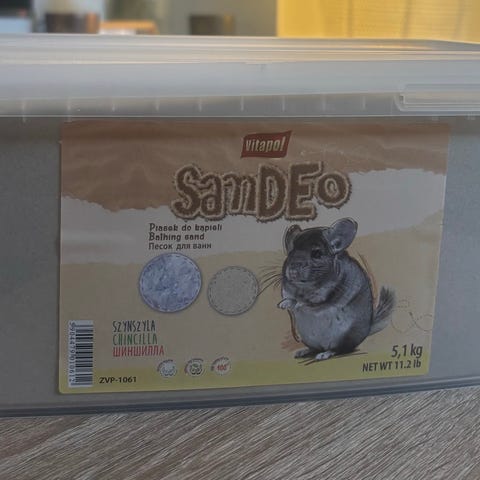 Vitapol
SanDEo
Piasek do kąpieli
Bathing sand
Песок для ванн
SZYNSZYLA
CHINCILLA
ШИНШИЛЛА
5,1 kg
NET WT 11.2 lb
ZVP-1061